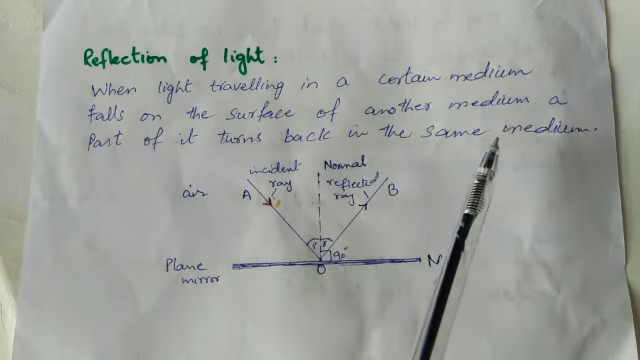 Reflection of light :
When light travelling in a certain medium
falls on the surface of another medium a
Part of it turns back in the same medium.
incident
ray
Normal
reflected
ray
air
A
B
i r
90°
O
Plane
mirror